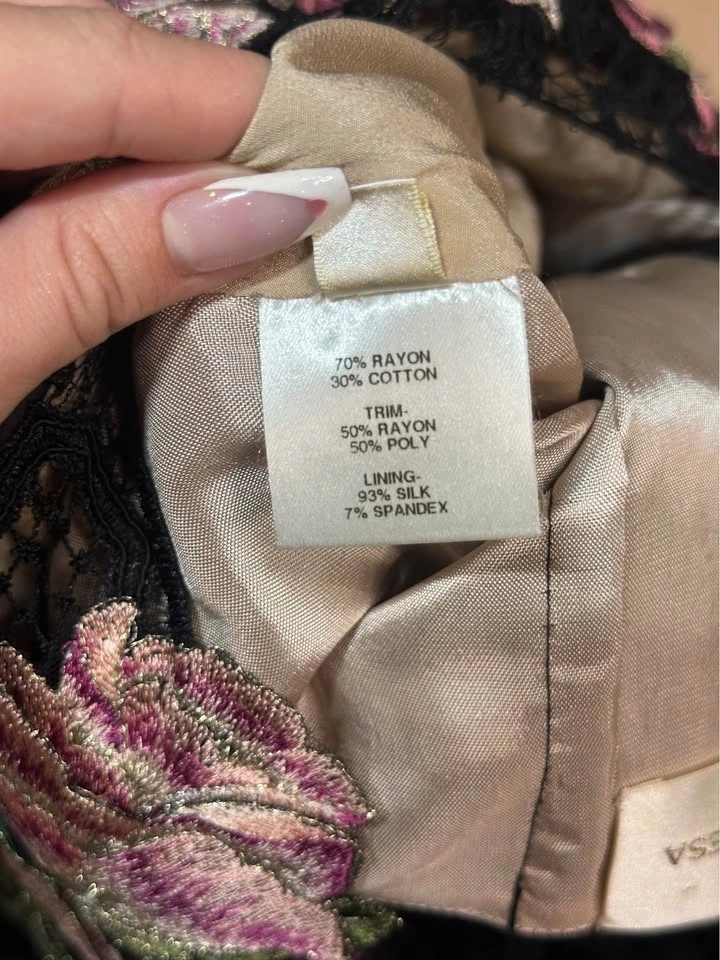 70% RAYON
30% COTTON
TRIM-
50% RAYON
50% POLY
LINING-
93% SILK
7% SPANDEX